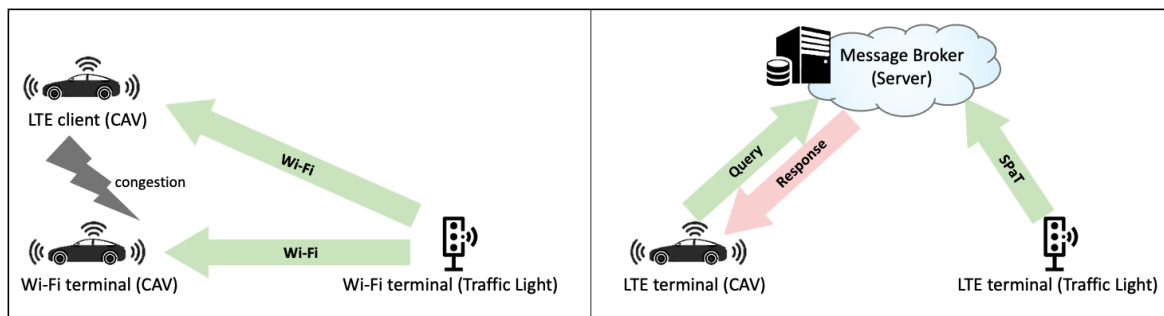 LTE client (CAV)
Wi-Fi
congestion
Wi-Fi
Wi-Fi terminal (CAV)
Wi-Fi terminal (Traffic Light)
Message Broker
(Server)
Query
Response
SPaT
LTE terminal (CAV)
LTE terminal (Traffic Light)